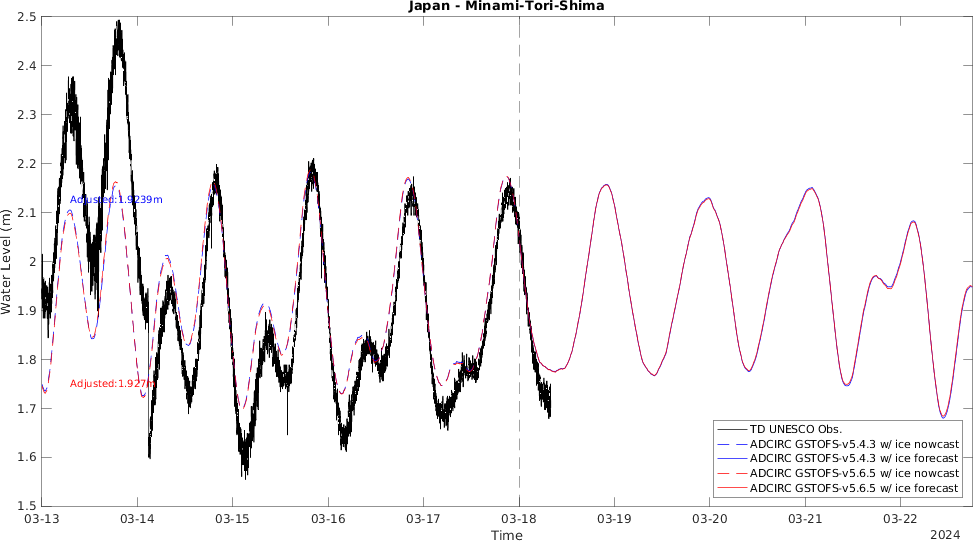 Japan - Minami-Tori-Shima
2.5
2.4
2.3
2.2
2.1
2
1.9
1.8
1.7
1.6
1.5
Water Level (m)
Adjusted:1.9239m
Adjusted:1.927m
TD UNESCO Obs.
ADCIRC GSTOFS-v5.4.3 w/ ice nowcast
ADCIRC GSTOFS-v5.4.3 w/ ice forecast
ADCIRC GSTOFS-v5.6.5 w/ ice nowcast
ADCIRC GSTOFS-v5.6.5 w/ ice forecast
03-13 03-14 03-15 03-16 03-17 03-18 03-19 03-20 03-21 03-22
Time
2024